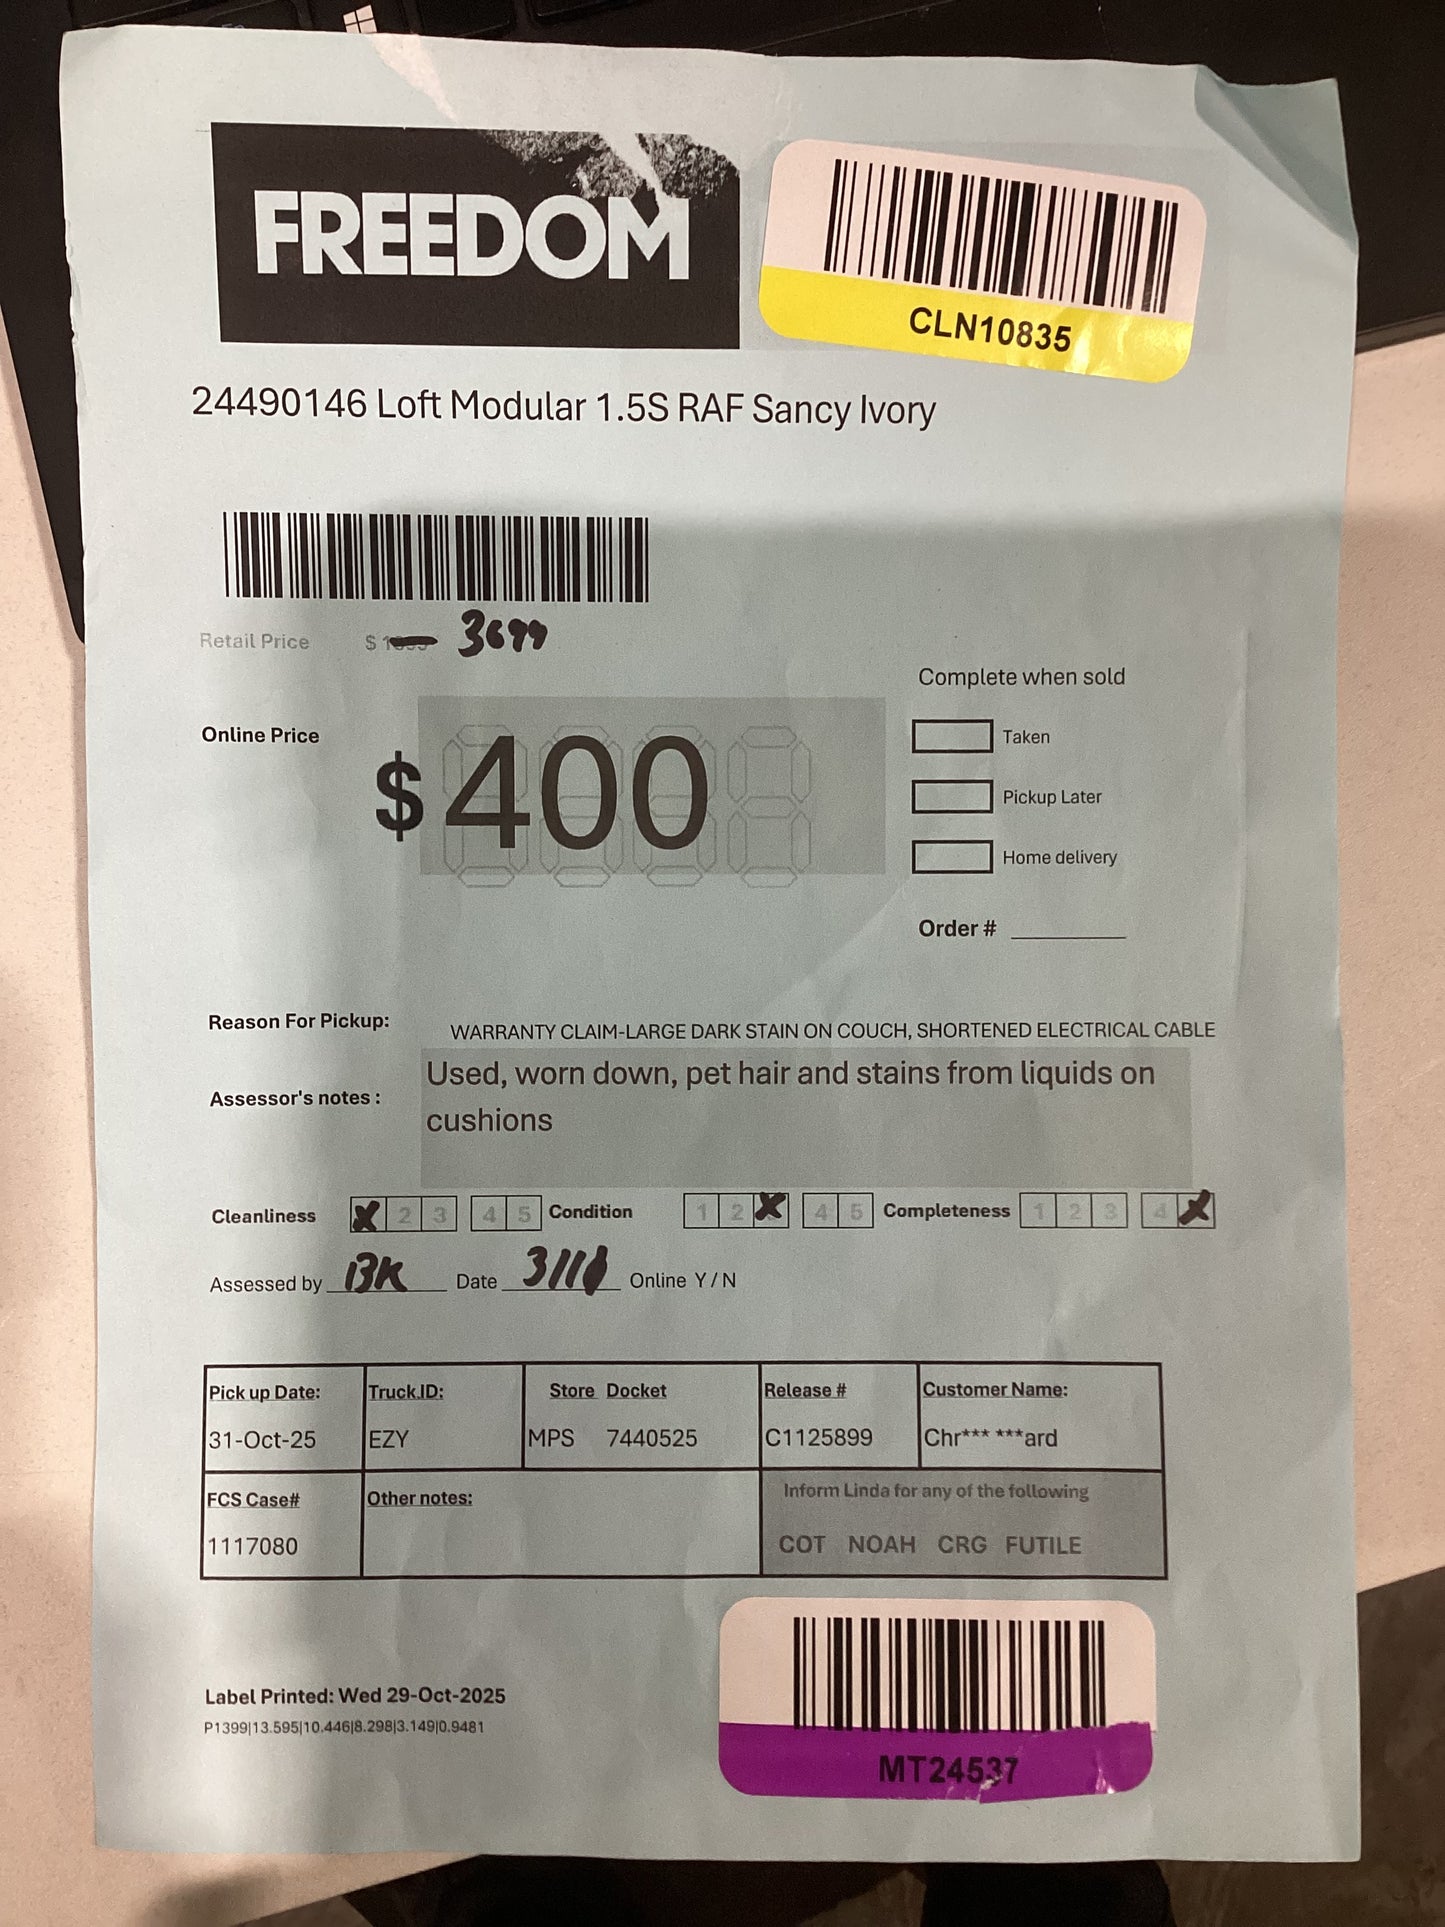 FREEDOM
CLN10835
24490146 Loft Modular 1.5S RAF Sancy Ivory
Retail Price $ 3699
Complete when sold
Online Price $400
Taken
Pickup Later
Home delivery
Order #
Reason For Pickup: WARRANTY CLAIM-LARGE DARK STAIN ON COUCH, SHORTENED ELECTRICAL CABLE
Assessor's notes : Used, worn down, pet hair and stains from liquids on
cushions
Cleanliness 2 3 4 5 Condition 1 2 4 5 Completeness 1 2 3 4
Assessed by BK Date Online Y / N
Pick up Date: Truck.ID: Store Docket Release # Customer Name:
31-Oct-25 EZY MPS 7440525 C1125899 Chr*** ***ard
FCS Case# Other notes: Inform Linda for any of the following
1117080 COT NOAH CRG FUTILE
Label Printed: Wed 29-Oct-2025
P1399|13.595|10.446|8.298|3.149|0.9481
MT24537